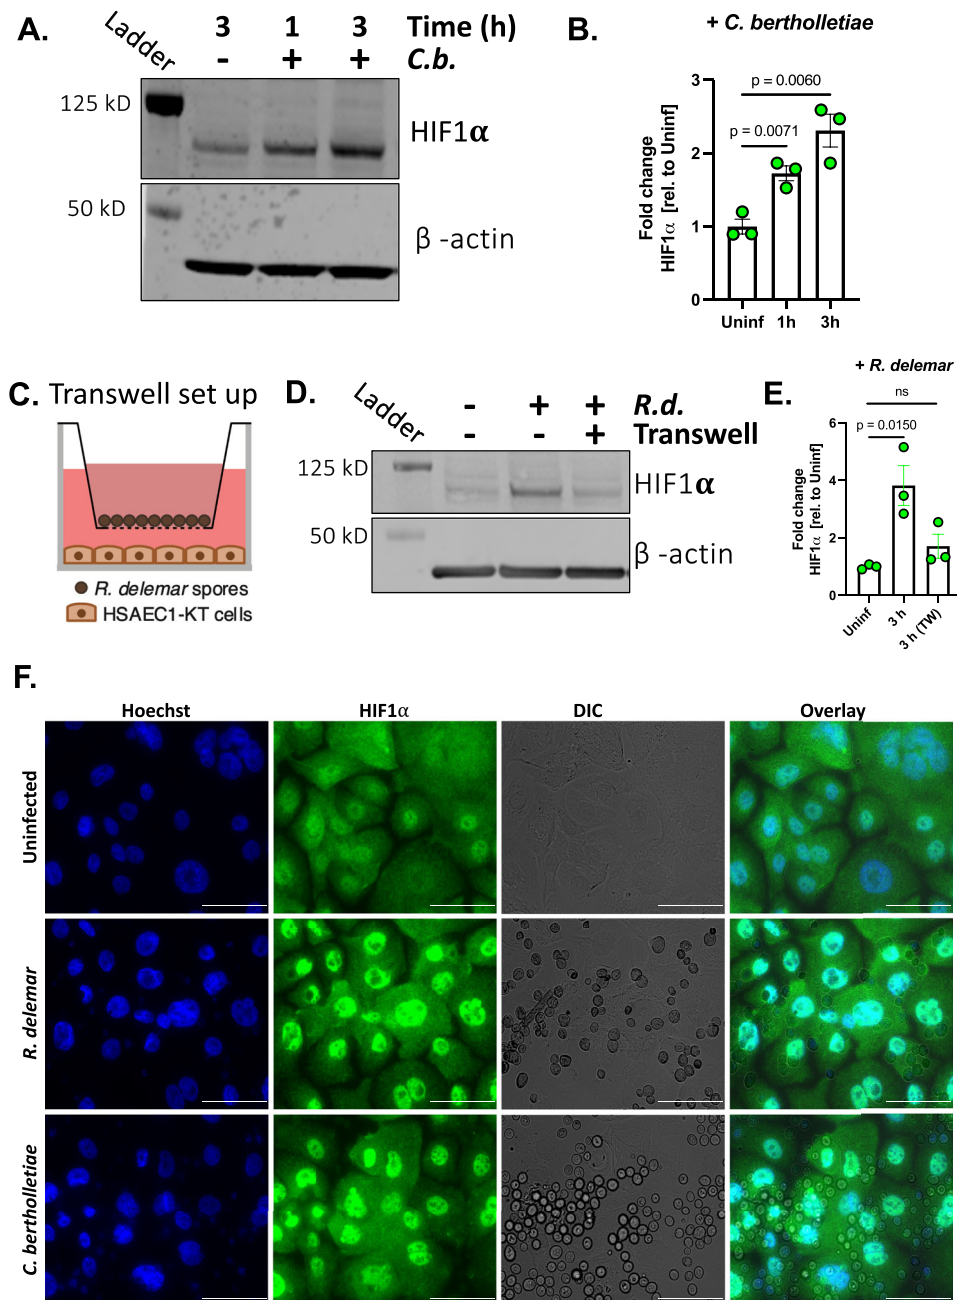 A.
Ladder
3 1 3 Time (h)
- + + C.b.
125 kD
HIF1α
50 kD
β -actin
B.
+ C. bertholletiae
Fold change
HIF1α [rel. to Uninf]
3
2
1
0
p = 0.0060
p = 0.0071
Uninf 1h 3h
C. Transwell set up
R. delemar spores
HSAEC1-KT cells
D.
Ladder
- + + R.d.
- - + Transwell
125 kD
HIF1α
50 kD
β -actin
E.
+ R. delemar
ns
p = 0.0150
Fold change
HIF1α [rel. to Uninf]
6
4
2
0
Uninf 3 h 3 h (TW)
F.
Hoechst HIF1α DIC Overlay
Uninfected
R. delemar
C. bertholletiae